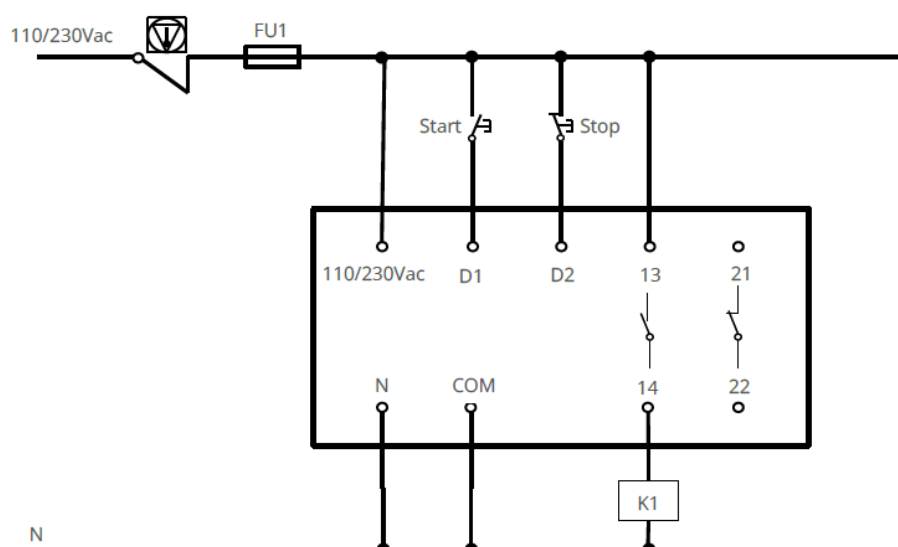 110/230Vac
FU1
Start
Stop
110/230Vac
D1
D2
13
21
N
COM
14
22
K1
N